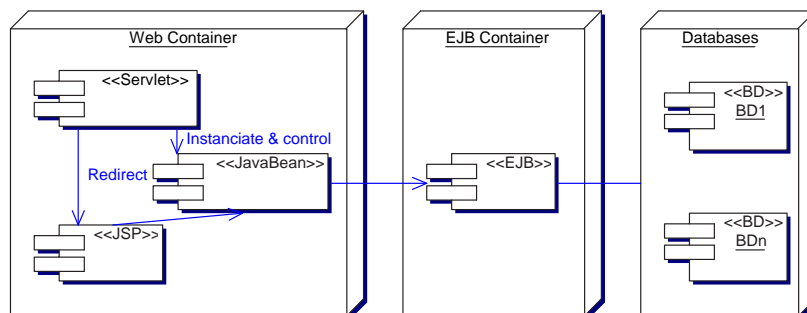 Web Container
EJB Container
Databases
<<Servlet>>
<<BD>>
BD1
Instanciate & control
<<JavaBean>>
<<EJB>>
Redirect
<<JSP>>
<<BD>>
BDn